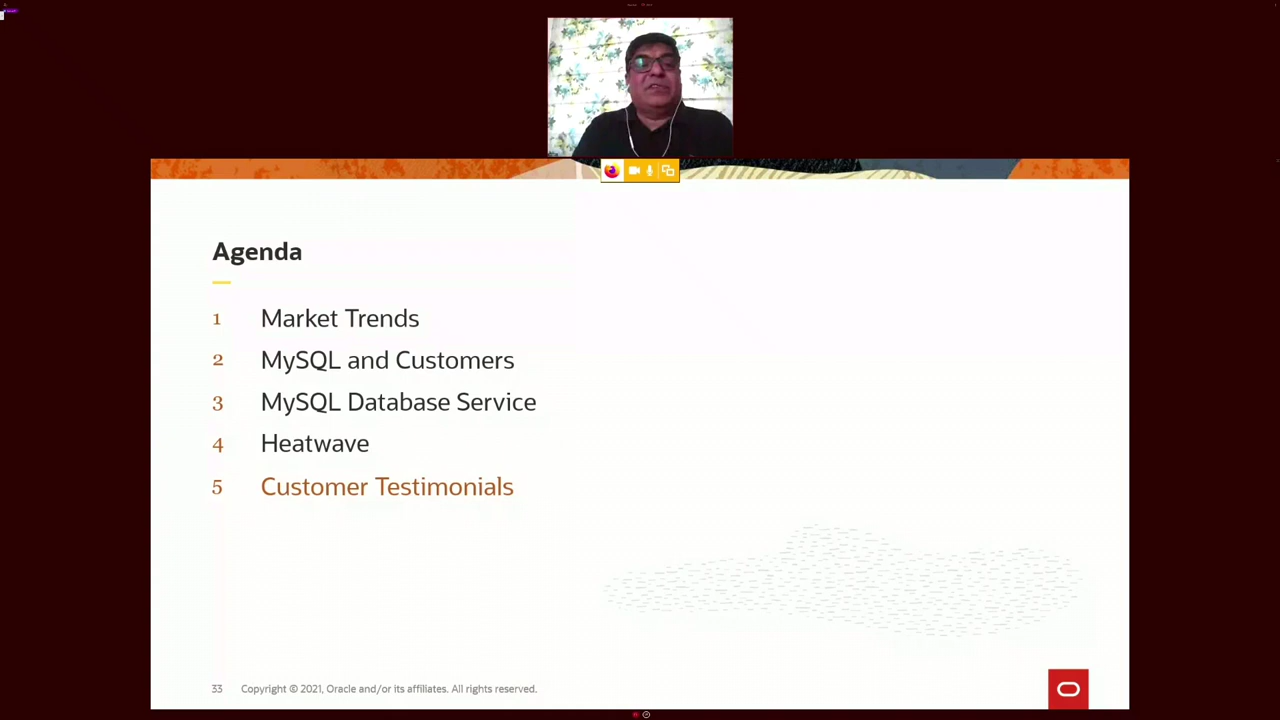 Agenda
1 Market Trends
2 MySQL and Customers
3 MySQL Database Service
4 Heatwave
5 Customer Testimonials
33 Copyright © 2021, Oracle and/or its affiliates. All rights reserved.